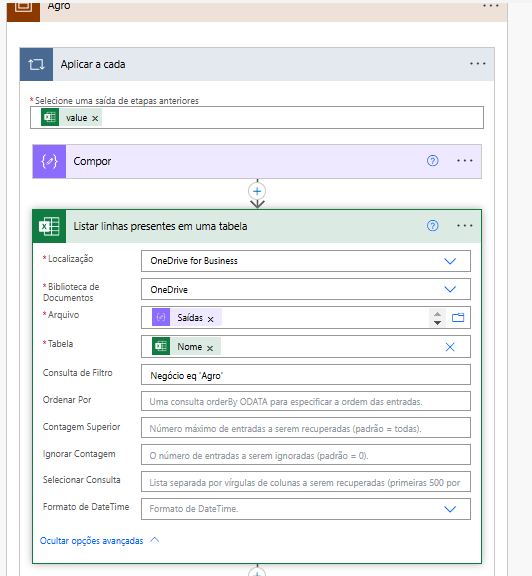 Agro
Aplicar a cada
* Selecione uma saída de etapas anteriores
value ×
Compor
Listar linhas presentes em uma tabela
* Localização
OneDrive for Business
* Biblioteca de Documentos
OneDrive
* Arquivo
Saídas ×
* Tabela
Nome ×
Consulta de Filtro
Negócio eq 'Agro'
Ordenar Por
Uma consulta orderBy ODATA para especificar a ordem das entradas.
Contagem Superior
Número máximo de entradas a serem recuperadas (padrão = todas).
Ignorar Contagem
O número de entradas a serem ignoradas (padrão = 0).
Selecionar Consulta
Lista separada por vírgulas de colunas a serem recuperadas (primeiras 500 por
Formato de DateTime
Formato de DateTime.
Ocultar opções avançadas